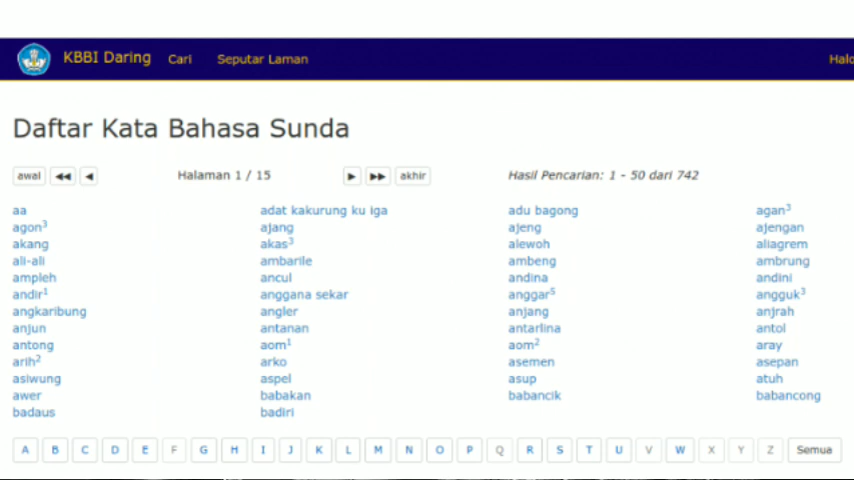 KBBI Daring Cari Seputar Laman Halo
Daftar Kata Bahasa Sunda
awal ◀◀ ◀ Halaman 1 / 15 ▶ ▶▶ akhir Hasil Pencarian: 1 - 50 dari 742
aa adat kakurung ku iga adu bagong agan³
agon³ ajang ajeng ajengan
akang akas³ alewoh aliagrem
ali-ali ambarile ambeng ambrung
ampleh ancul andina andini
andir¹ anggana sekar anggar⁵ angguk³
angkaribung angler anjang anjrah
anjun antanan antarlina antol
antong aom¹ aom² aray
arih² arko asemen asepan
asiwung aspel asup atuh
awer babakan babancik babancong
badaus badiri
A B C D E F G H I J K L M N O P Q R S T U V W X Y Z Semua